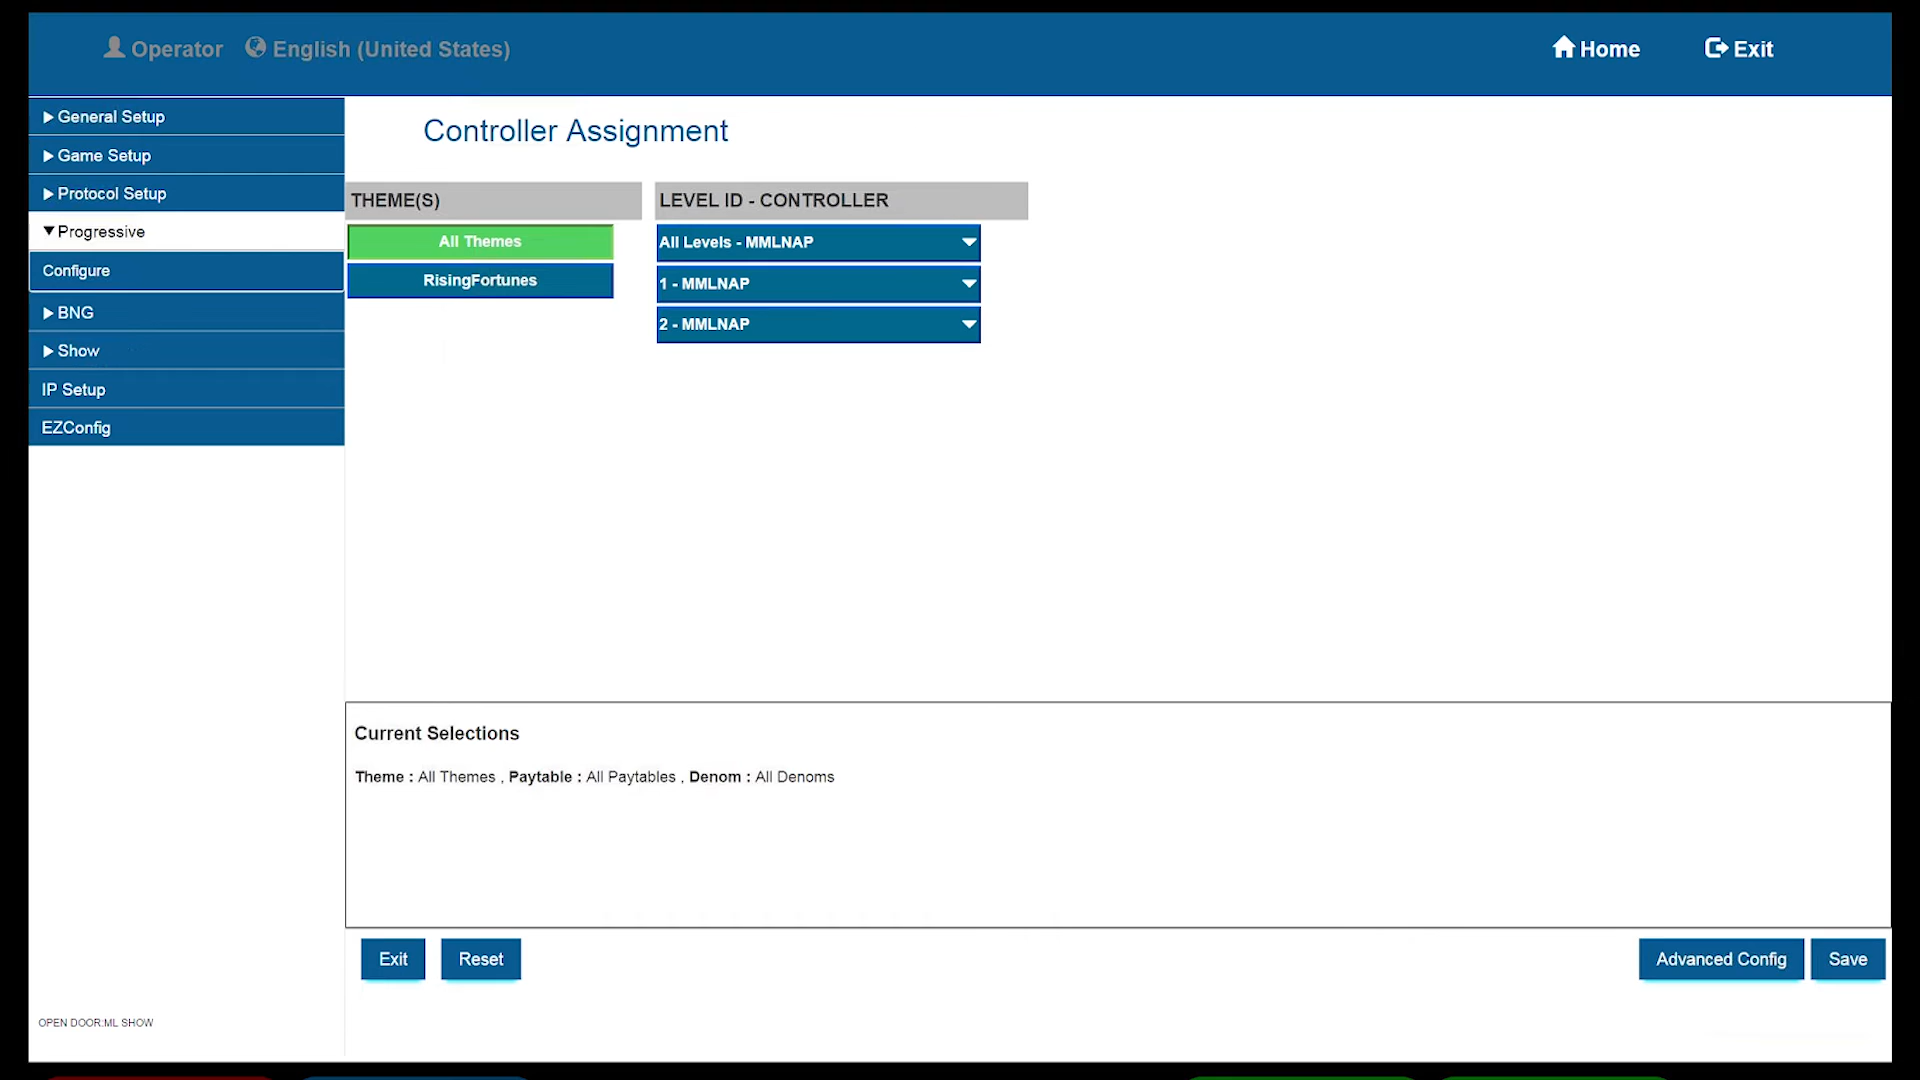 Operator English (United States) Home Exit
General Setup
Game Setup
Protocol Setup
Progressive
Configure
BNG
Show
IP Setup
EZConfig
OPEN DOOR:ML SHOW
Controller Assignment
THEME(S)
All Themes
RisingFortunes
LEVEL ID - CONTROLLER
All Levels - MMLNAP
1 - MMLNAP
2 - MMLNAP
Current Selections
Theme : All Themes , Paytable : All Paytables , Denom : All Denoms
Exit Reset Advanced Config Save